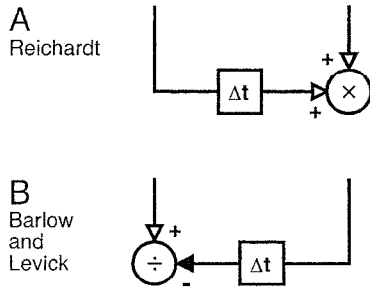 A
Reichardt
+
Δt
+
×
B
Barlow
and
Levick
+
÷
-
Δt